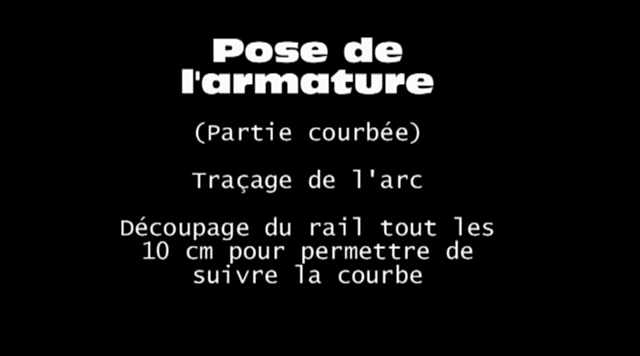 Pose de
l'armature
(Partie courbée)
Traçage de l'arc
Découpage du rail tout les
10 cm pour permettre de
suivre la courbe